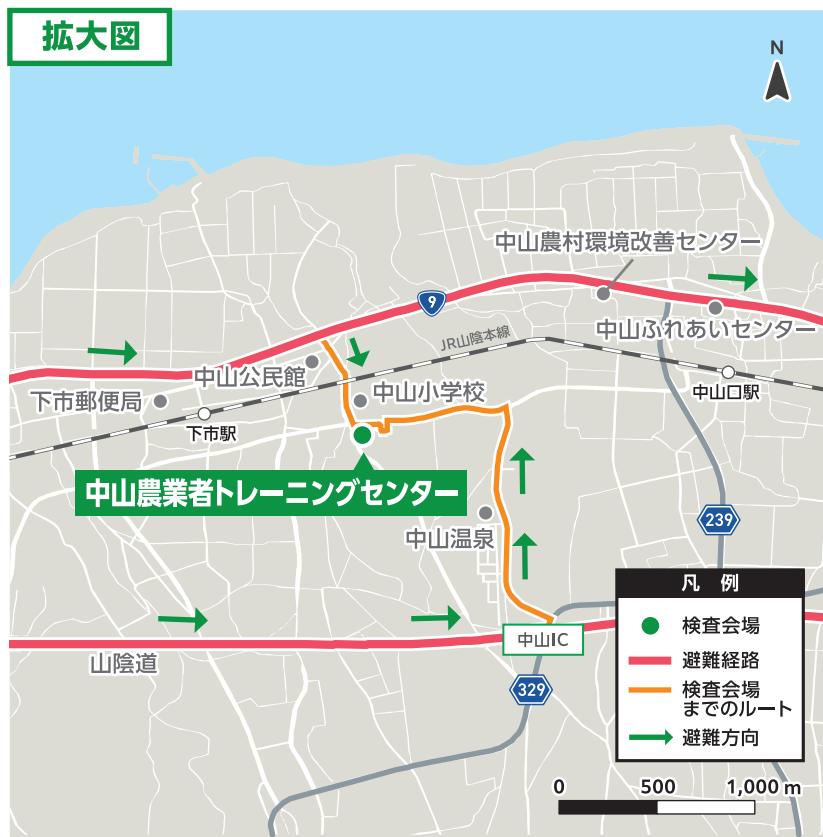 拡大図
N
中山農村環境改善センター
9
中山ふれあいセンター
JR山陰本線
中山公民館
中山小学校
中山口駅
下市郵便局
下市駅
中山農業者トレーニングセンター
中山温泉
239
凡 例
検査会場
避難経路
検査会場
までのルート
避難方向
中山IC
山陰道
329
0 500 1,000 m